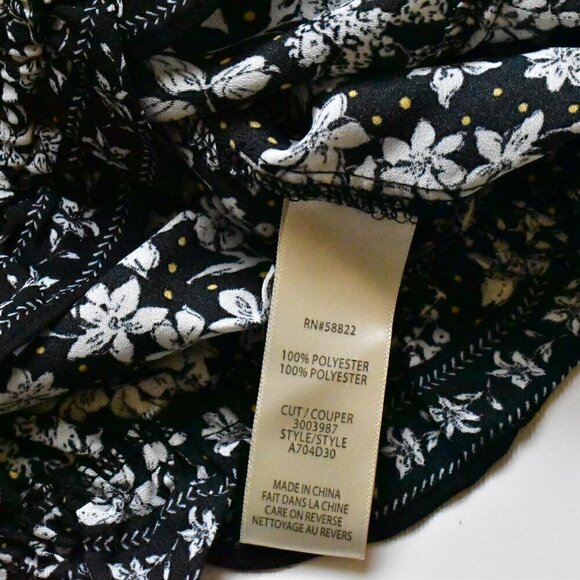 RN#58822
100% POLYESTER
100% POLYESTER
CUT / COUPER
3003987
STYLE/STYLE
A704D30
MADE IN CHINA
FAIT DANS LA CHINE
CARE ON REVERSE
NETTOYAGE AU REVERS